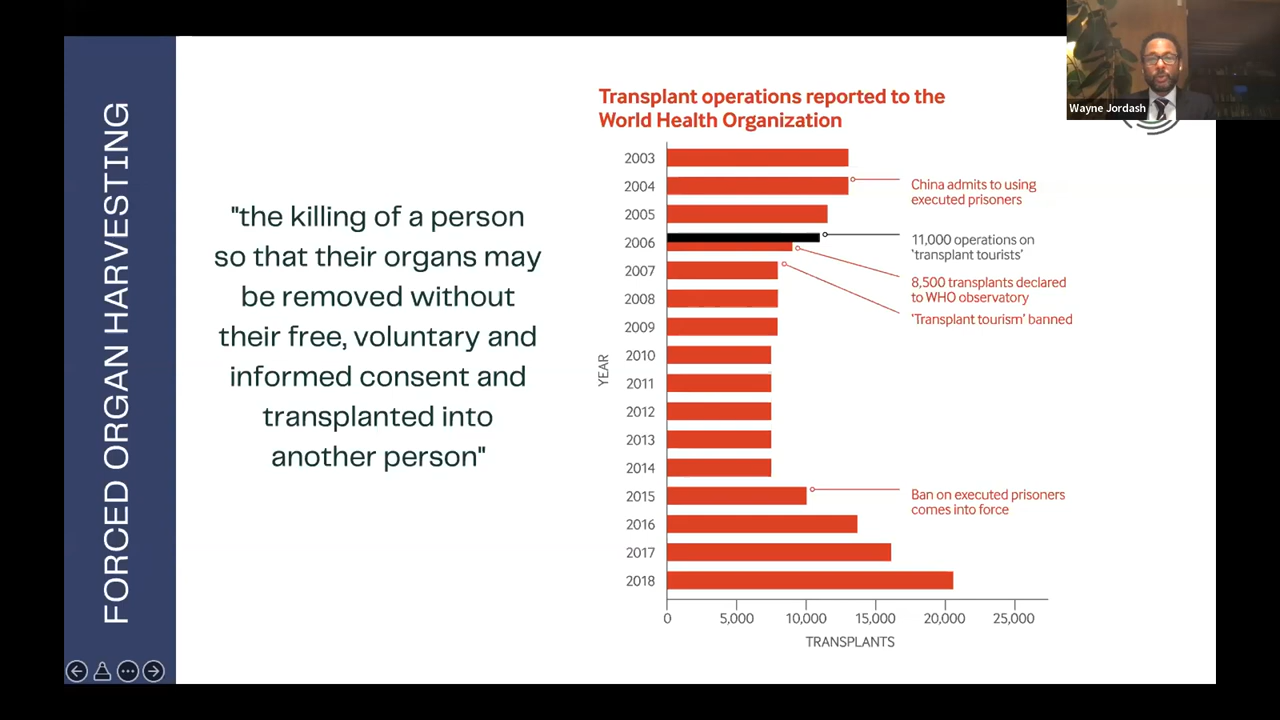 FORCED ORGAN HARVESTING
"the killing of a person
so that their organs may
be removed without
their free, voluntary and
informed consent and
transplanted into
another person"
Transplant operations reported to the
World Health Organization
YEAR
2003
2004
2005
2006
2007
2008
2009
2010
2011
2012
2013
2014
2015
2016
2017
2018
China admits to using
executed prisoners
11,000 operations on
‘transplant tourists’
8,500 transplants declared
to WHO observatory
‘Transplant tourism’ banned
Ban on executed prisoners
comes into force
0 5,000 10,000 15,000 20,000 25,000
TRANSPLANTS
Wayne Jordash